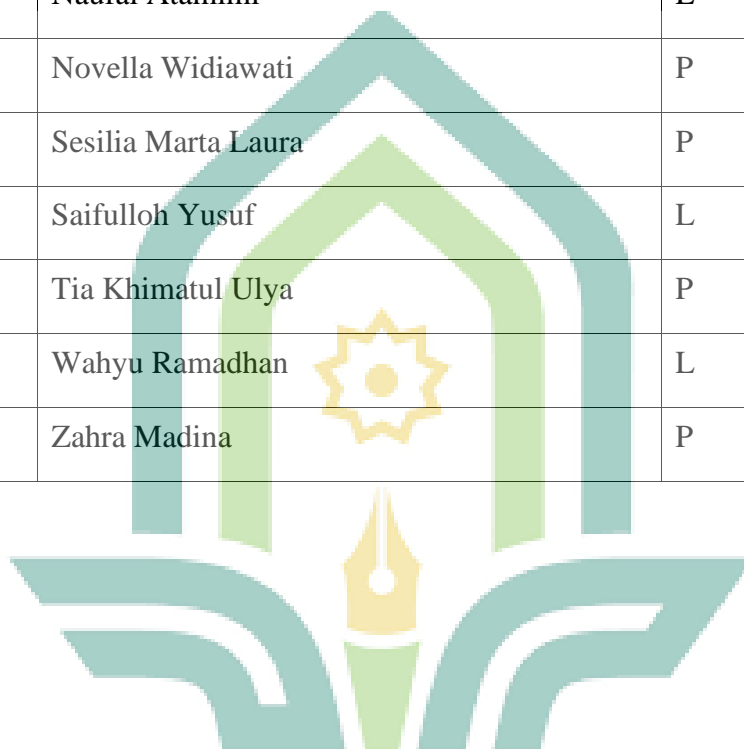 Novella Widiawati P
Sesilia Marta Laura P
Saifulloh Yusuf L
Tia Khimatul Ulya P
Wahyu Ramadhan L
Zahra Madina P